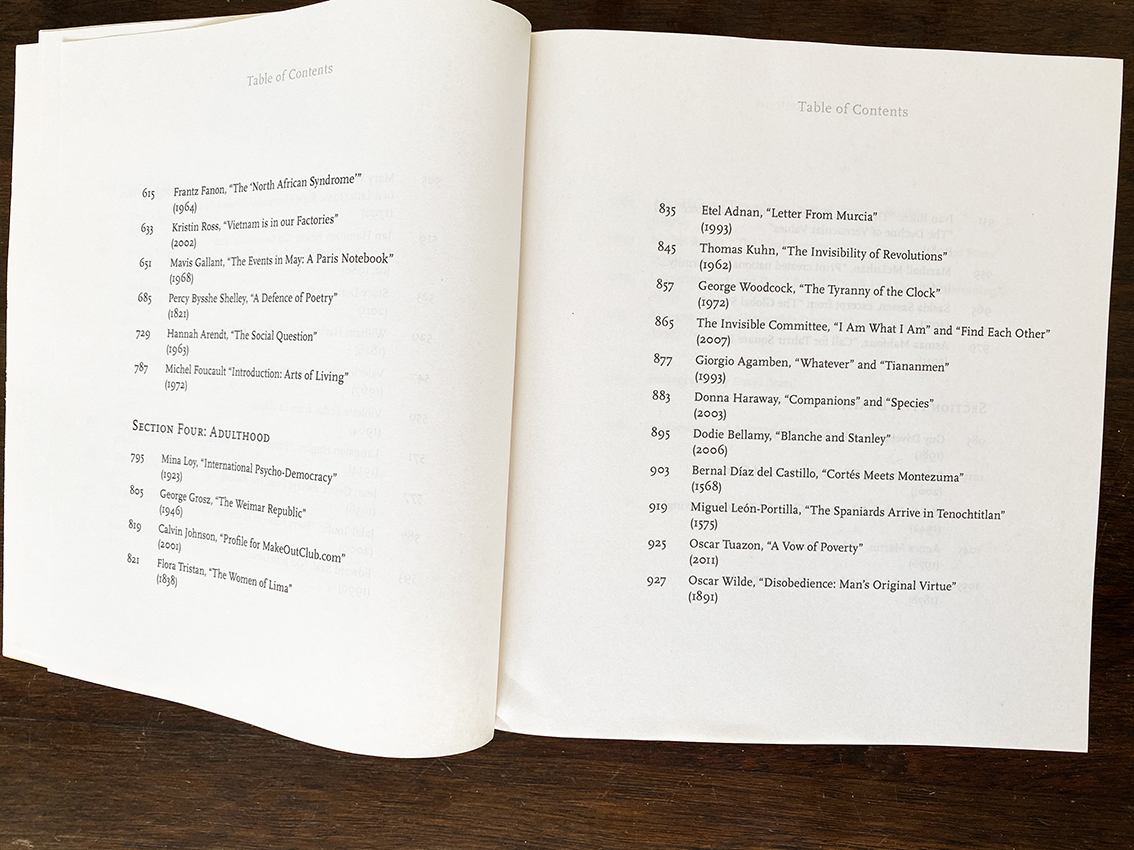 Table of Contents
615 Frantz Fanon, “The ‘North African Syndrome’”
(1964)
633 Kristin Ross, “Vietnam is in our Factories”
(2002)
651 Mavis Gallant, “The Events in May: A Paris Notebook”
(1968)
685 Percy Bysshe Shelley, “A Defence of Poetry”
(1821)
729 Hannah Arendt, “The Social Question”
(1963)
787 Michel Foucault “Introduction: Arts of Living”
(1972)
Section Four: Adulthood
795 Mina Loy, “International Psycho-Democracy”
(1923)
805 George Grosz, “The Weimar Republic”
(1946)
819 Calvin Johnson, “Profile for MakeOutClub.com”
(2001)
821 Flora Tristan, “The Women of Lima”
(1838)
Table of Contents
835 Etel Adnan, “Letter From Murcia”
(1993)
845 Thomas Kuhn, “The Invisibility of Revolutions”
(1962)
857 George Woodcock, “The Tyranny of the Clock”
(1972)
865 The Invisible Committee, “I Am What I Am” and “Find Each Other”
(2007)
877 Giorgio Agamben, “Whatever” and “Tiananmen”
(1993)
883 Donna Haraway, “Companions” and “Species”
(2003)
895 Dodie Bellamy, “Blanche and Stanley”
(2006)
903 Bernal Díaz del Castillo, “Cortés Meets Montezuma”
(1568)
919 Miguel León-Portilla, “The Spaniards Arrive in Tenochtitlan”
(1575)
925 Oscar Tuazon, “A Vow of Poverty”
(2011)
927 Oscar Wilde, “Disobedience: Man’s Original Virtue”
(1891)